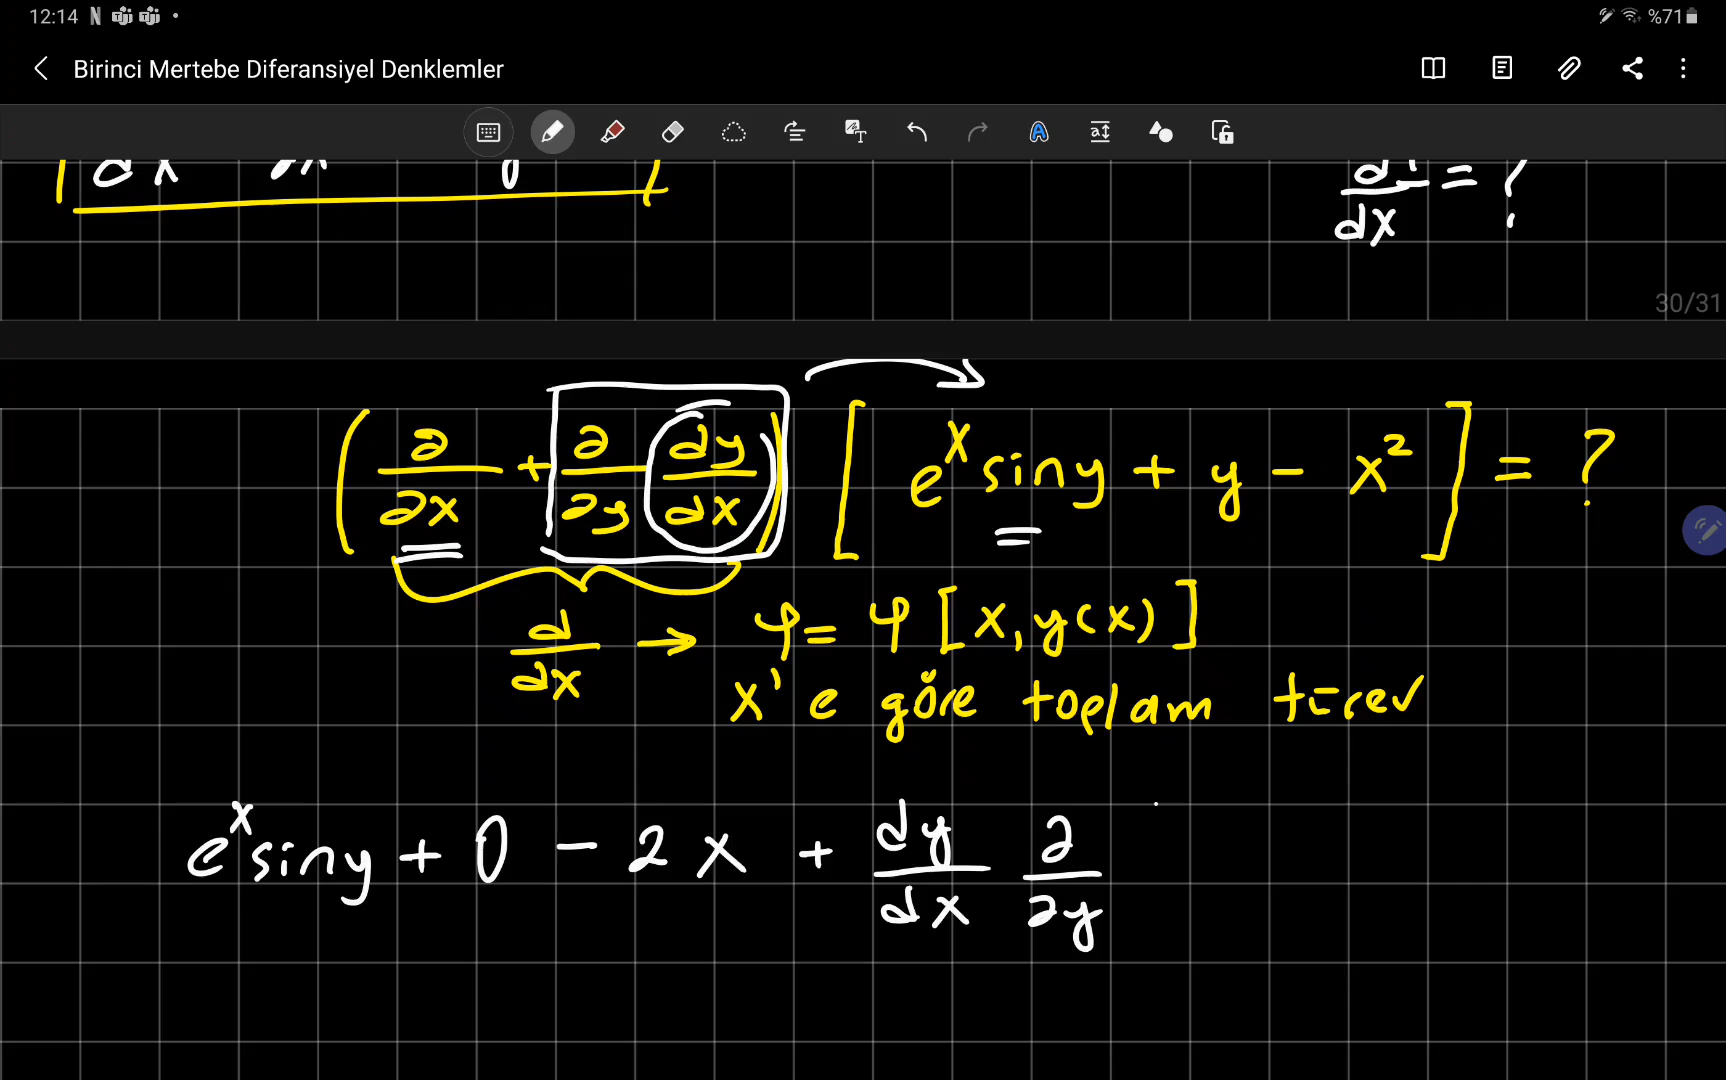 12:14 N %71
Birinci Mertebe Diferansiyel Denklemler
dx = ?
30/31
(∂/∂x + ∂/∂y dy/dx) [e^x siny + y - x²] = ?
d/dx → φ = φ [x, y(x)]
x'e göre toplam türev
e^x siny + 0 - 2x + dy/dx ∂/∂y